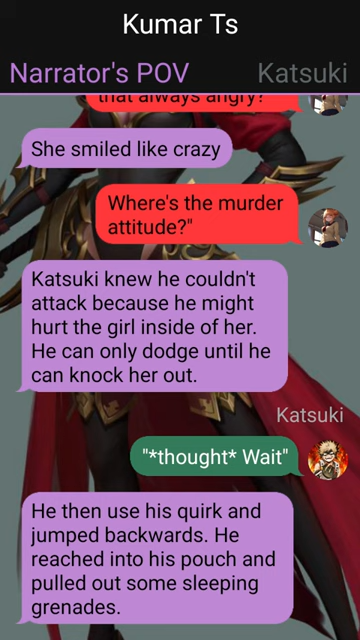 Kumar Ts
Narrator's POV Katsuki
that always angry?
She smiled like crazy
Where's the murder
attitude?"
Katsuki knew he couldn't
attack because he might
hurt the girl inside of her.
He can only dodge until he
can knock her out.
Katsuki
"*thought* Wait"
He then use his quirk and
jumped backwards. He
reached into his pouch and
pulled out some sleeping
grenades.